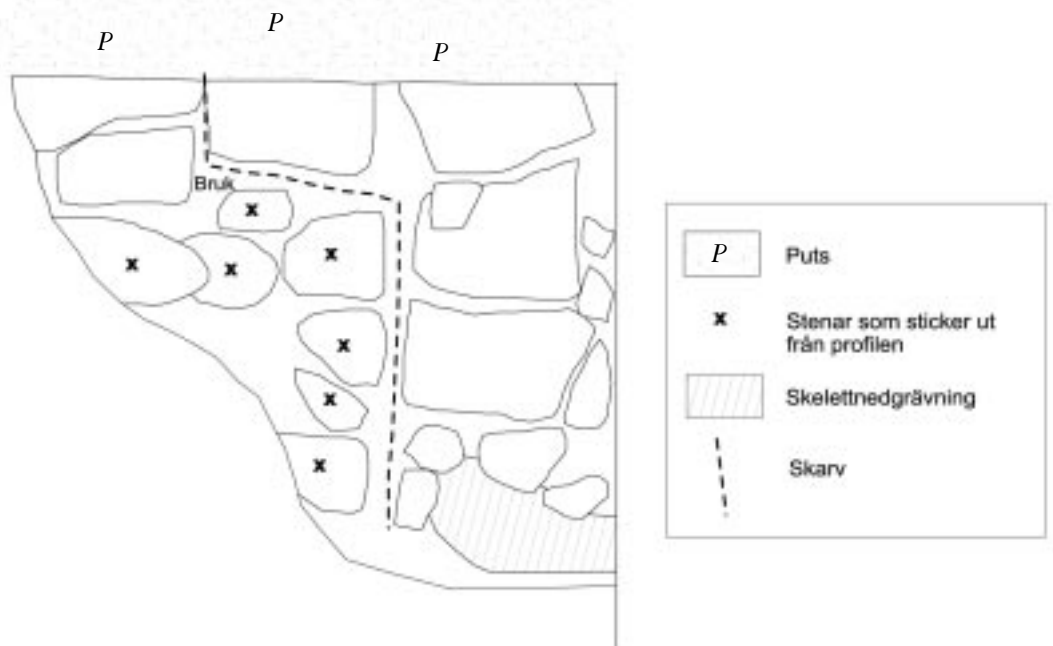 P
P
P
Bruk
x
x
x
x
x
x
x
P
Puts
x
Stenar som sticker ut
från profilen
Skelettnedgrävning
Skarv